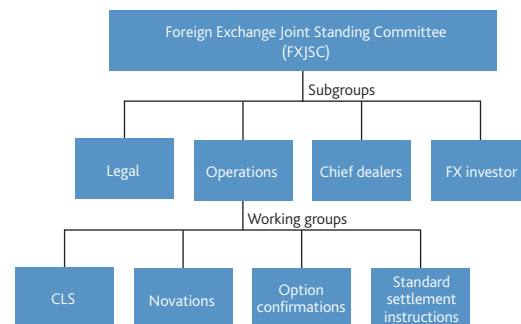 Foreign Exchange Joint Standing Committee
(FXJSC)
Subgroups
Legal
Operations
Chief dealers
FX investor
Working groups
CLS
Novations
Option
confirmations
Standard
settlement
instructions